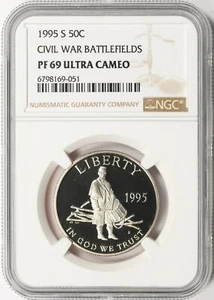 1995 S 50C
CIVIL WAR BATTLEFIELDS
PF 69 ULTRA CAMEO
6798169-051
NUMISMATIC GUARANTY COMPANY
NGC
LIBERTY
1995
IN GOD WE TRUST